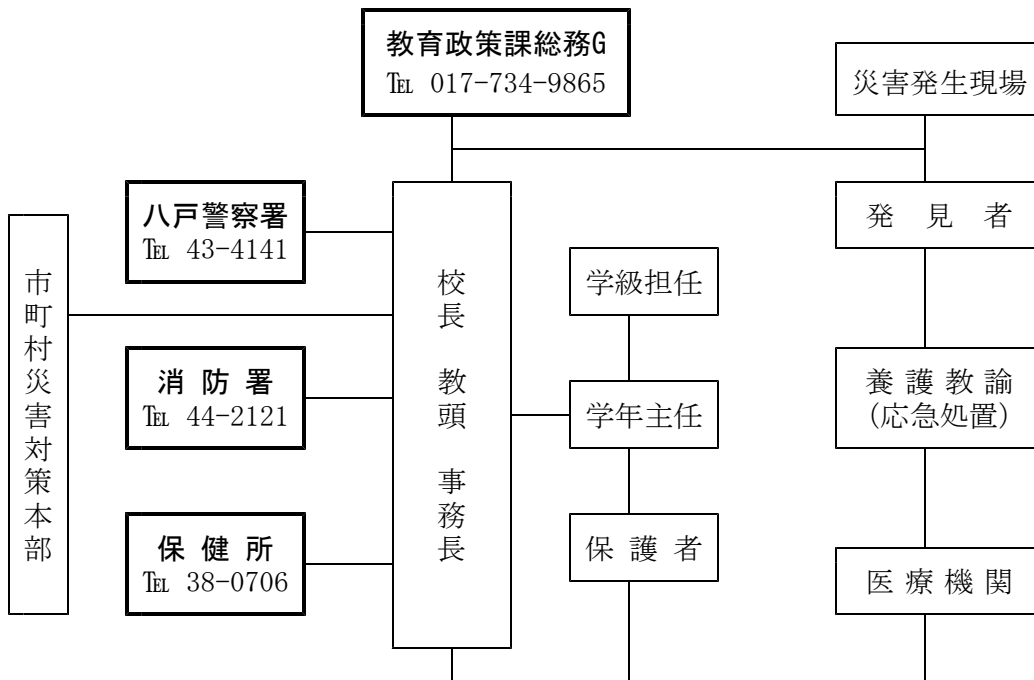 教育政策課総務G
℡ 017-734-9865
災害発生現場
八戸警察署
℡ 43-4141
発見者
市町村災害対策本部
校長 教頭 事務長
学級担任
消防署
℡ 44-2121
学年主任
養護教諭
(応急処置)
保健所
℡ 38-0706
保護者
医療機関